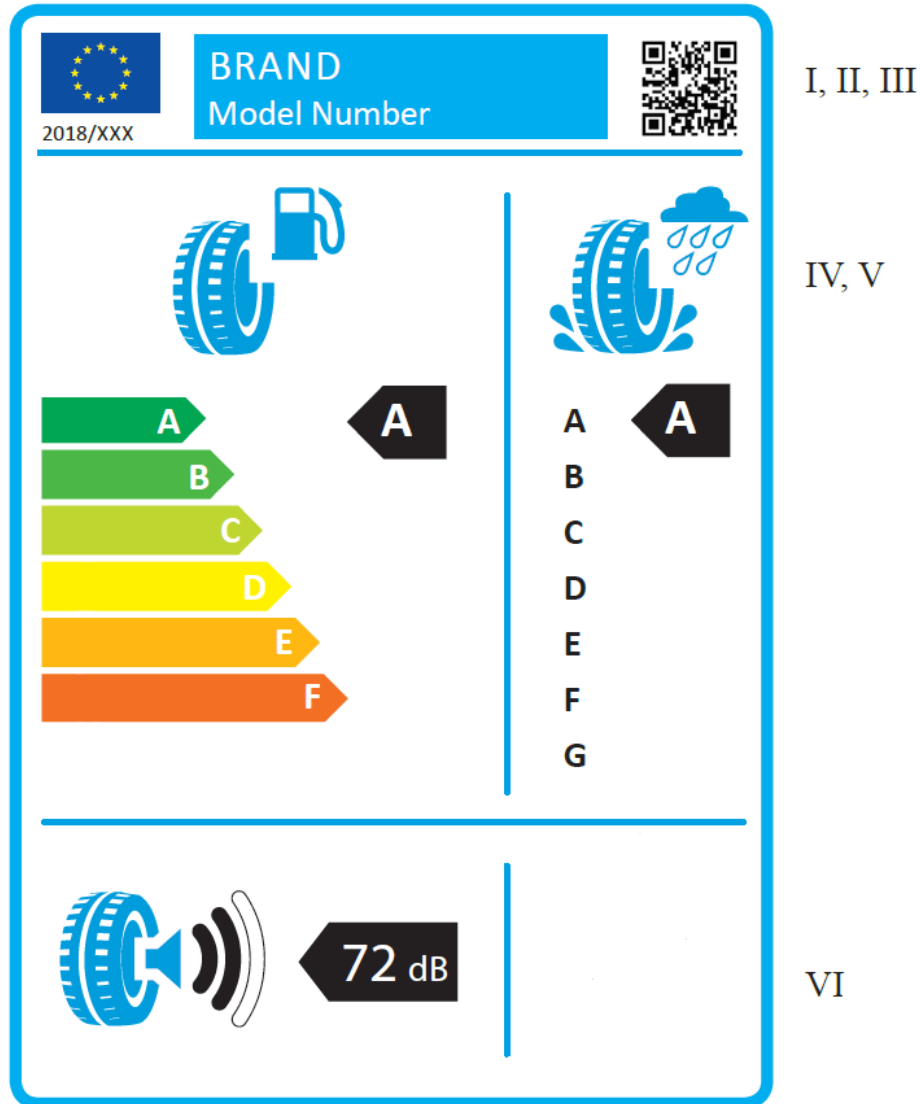 BRAND
Model Number
2018/XXX
I, II, III
IV, V
A
A
A
A
B
B
C
C
D
D
E
E
F
F
G
72 dB
VI